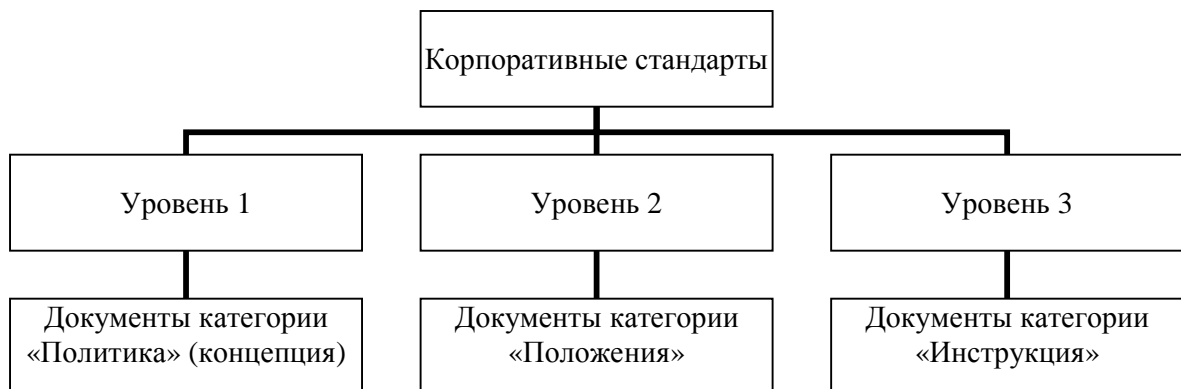 Корпоративные стандарты
Уровень 1
Уровень 2
Уровень 3
Документы категории
«Политика» (концепция)
Документы категории
«Положения»
Документы категории
«Инструкция»